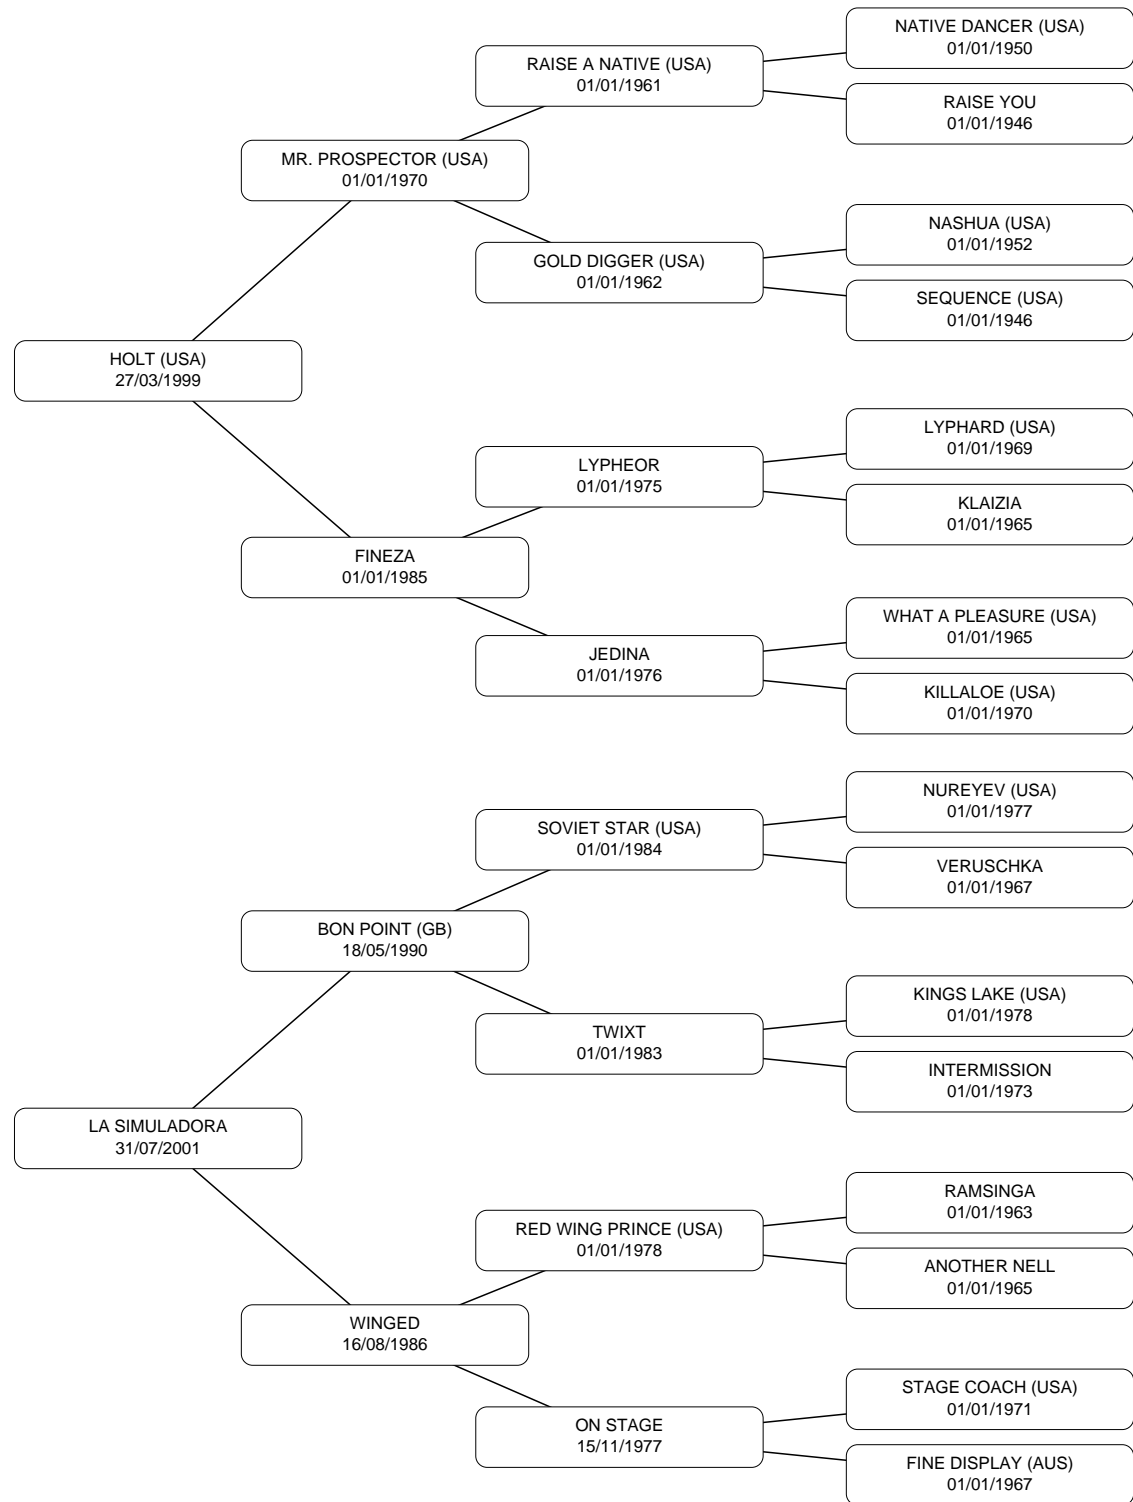 NATIVE DANCER (USA)
01/01/1950
RAISE A NATIVE (USA)
01/01/1961
RAISE YOU
01/01/1946
MR. PROSPECTOR (USA)
01/01/1970
NASHUA (USA)
01/01/1952
GOLD DIGGER (USA)
01/01/1962
SEQUENCE (USA)
01/01/1946
HOLT (USA)
27/03/1999
LYPHARD (USA)
01/01/1969
LYPHEOR
01/01/1975
KLAIZIA
01/01/1965
FINEZA
01/01/1985
WHAT A PLEASURE (USA)
01/01/1965
JEDINA
01/01/1976
KILLALOE (USA)
01/01/1970
NUREYEV (USA)
01/01/1977
SOVIET STAR (USA)
01/01/1984
VERUSCHKA
01/01/1967
BON POINT (GB)
18/05/1990
KINGS LAKE (USA)
01/01/1978
TWIXT
01/01/1983
INTERMISSION
01/01/1973
LA SIMULADORA
31/07/2001
RAMSINGA
01/01/1963
RED WING PRINCE (USA)
01/01/1978
ANOTHER NELL
01/01/1965
WINGED
16/08/1986
STAGE COACH (USA)
01/01/1971
ON STAGE
15/11/1977
FINE DISPLAY (AUS)
01/01/1967